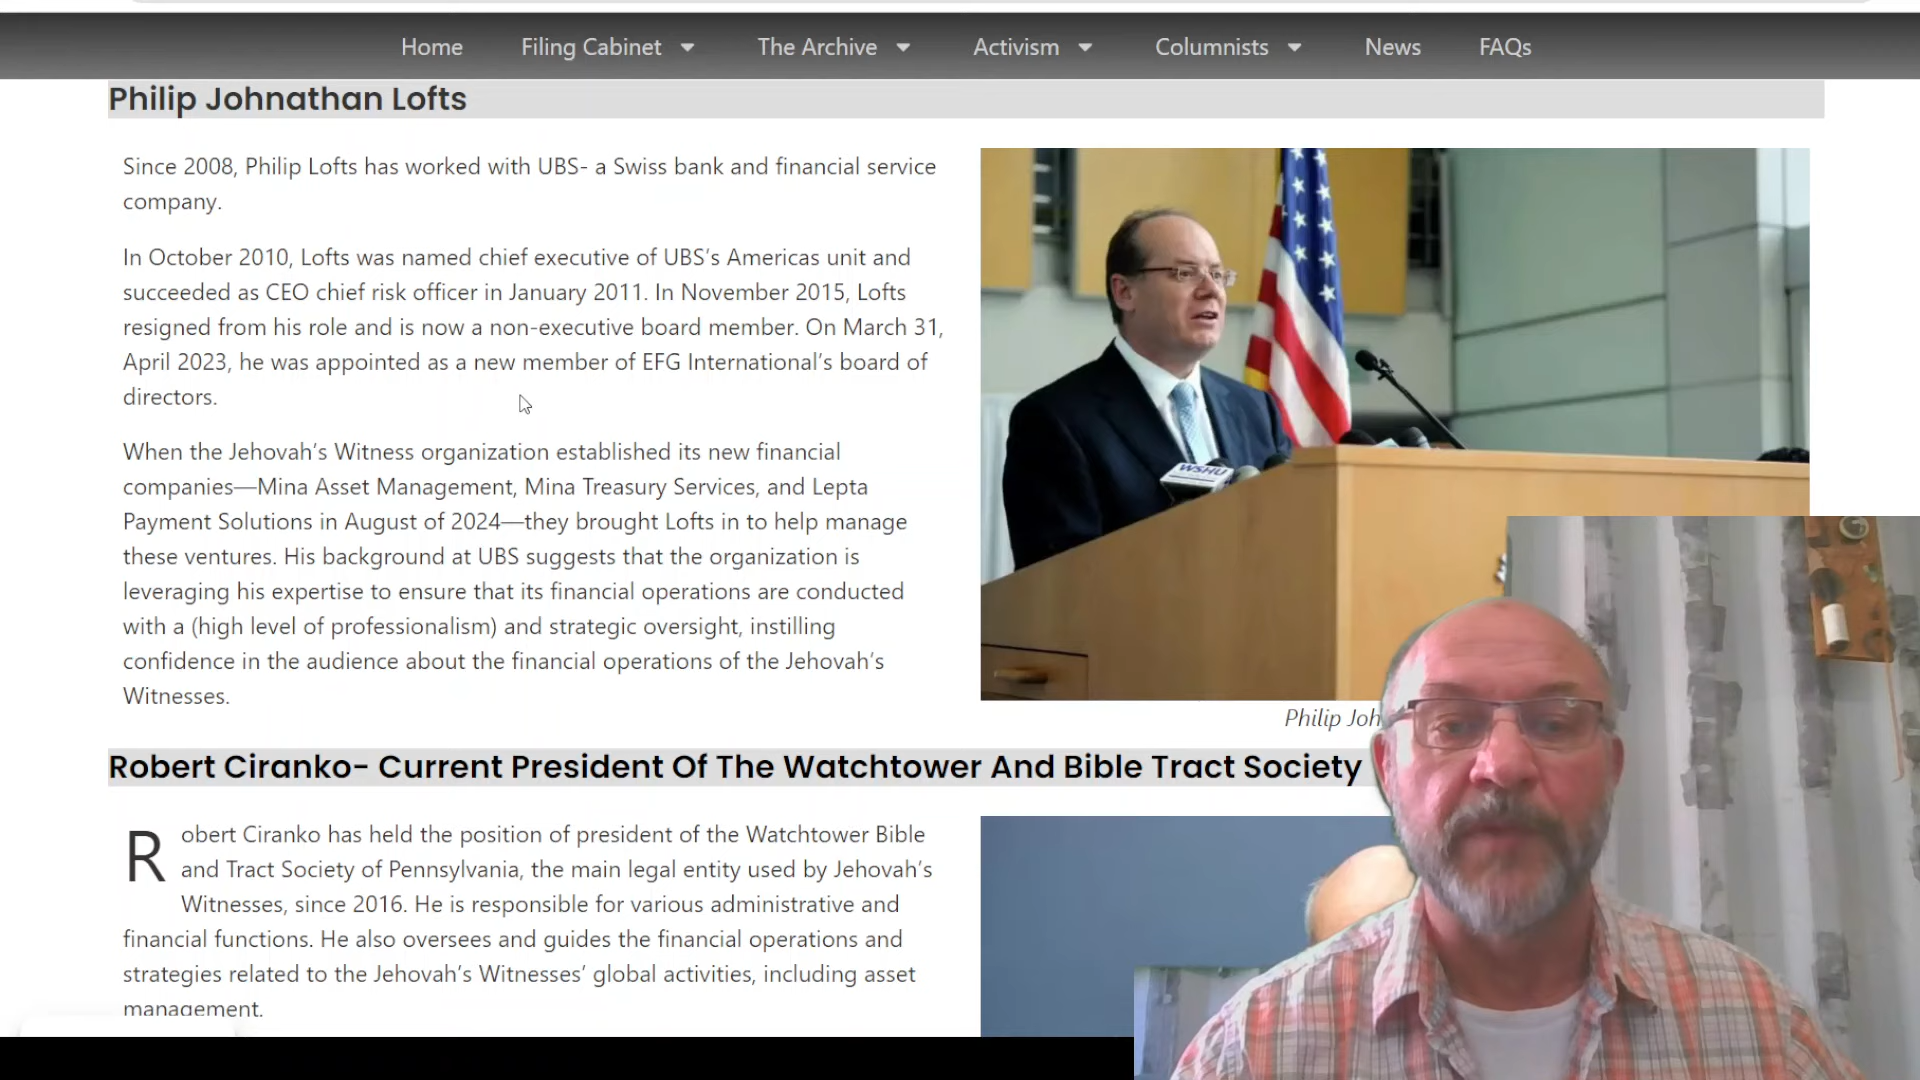 Home Filing Cabinet The Archive Activism Columnists News FAQs
Philip Johnathan Lofts
Since 2008, Philip Lofts has worked with UBS- a Swiss bank and financial service
company.
In October 2010, Lofts was named chief executive of UBS's Americas unit and
succeeded as CEO chief risk officer in January 2011. In November 2015, Lofts
resigned from his role and is now a non-executive board member. On March 31,
April 2023, he was appointed as a new member of EFG International's board of
directors.
When the Jehovah's Witness organization established its new financial
companies—Mina Asset Management, Mina Treasury Services, and Lepta
Payment Solutions in August of 2024—they brought Lofts in to help manage
these ventures. His background at UBS suggests that the organization is
leveraging his expertise to ensure that its financial operations are conducted
with a (high level of professionalism) and strategic oversight, instilling
confidence in the audience about the financial operations of the Jehovah's
Witnesses.
WSHU
Philip Joh
Robert Ciranko- Current President Of The Watchtower And Bible Tract Society
Robert Ciranko has held the position of president of the Watchtower Bible
and Tract Society of Pennsylvania, the main legal entity used by Jehovah's
Witnesses, since 2016. He is responsible for various administrative and
financial functions. He also oversees and guides the financial operations and
strategies related to the Jehovah's Witnesses' global activities, including asset
management.